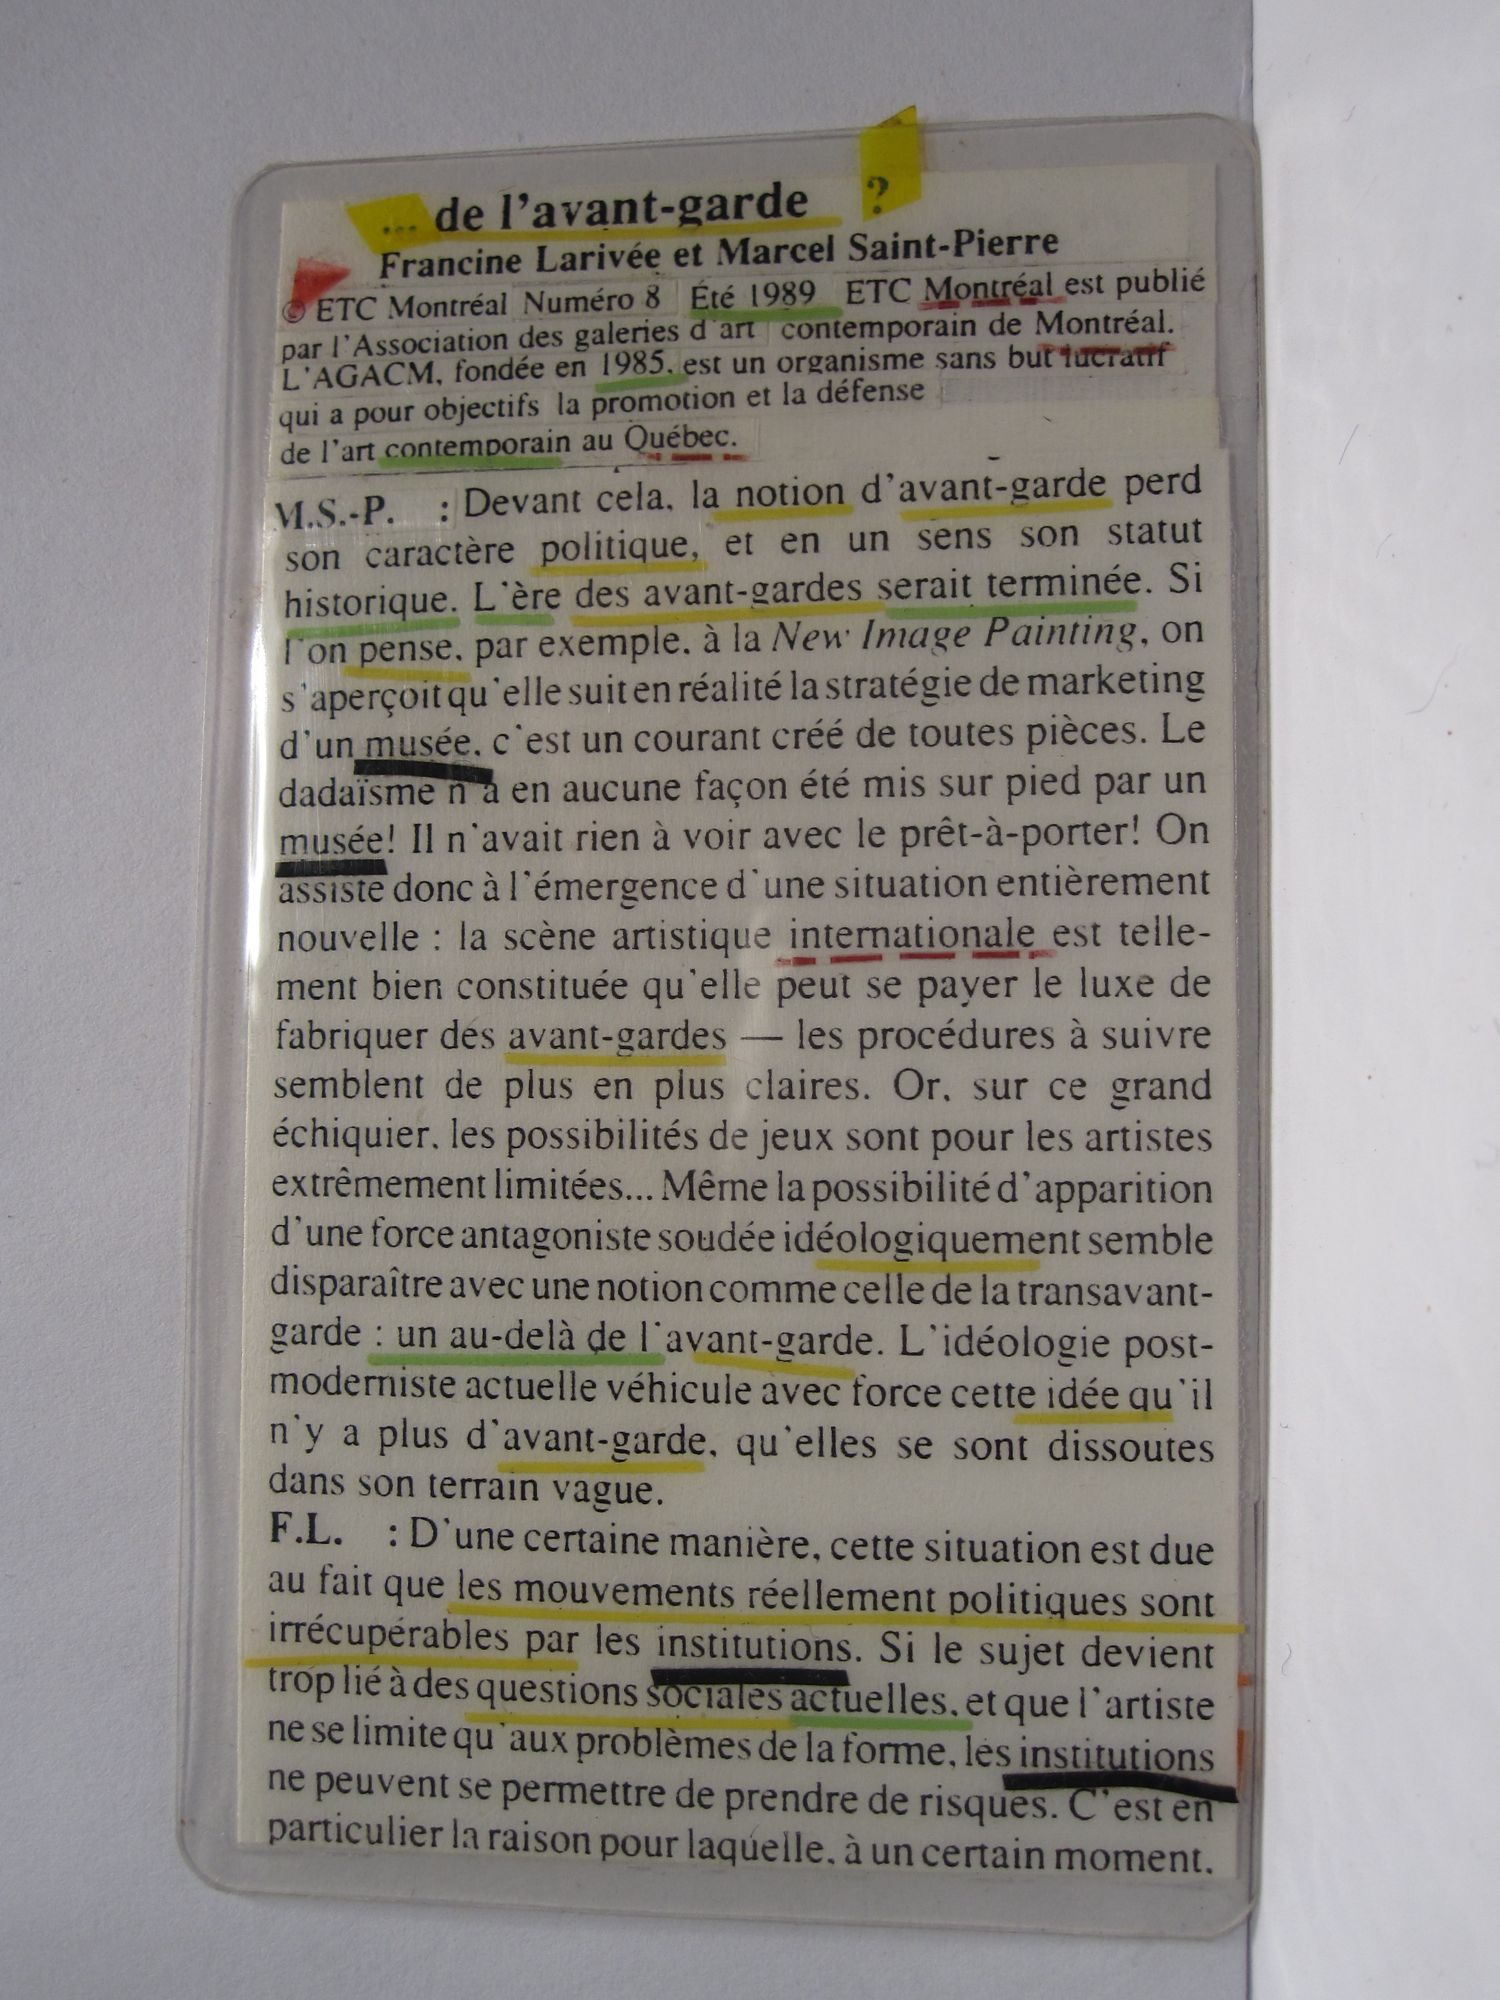 ... de l'avant-garde ?
Francine Larivée et Marcel Saint-Pierre
© ETC Montréal Numéro 8 Été 1989 ETC Montréal est publié
par l'Association des galeries d'art contemporain de Montréal.
L'AGACM, fondée en 1985, est un organisme sans but lucratif
qui a pour objectifs la promotion et la défense
de l'art contemporain au Québec.
M.S.-P. : Devant cela, la notion d'avant-garde perd
son caractère politique, et en un sens son statut
historique. L'ère des avant-gardes serait terminée. Si
l'on pense, par exemple, à la New Image Painting, on
s'aperçoit qu'elle suit en réalité la stratégie de marketing
d'un musée, c'est un courant créé de toutes pièces. Le
dadaïsme n'a en aucune façon été mis sur pied par un
musée! Il n'avait rien à voir avec le prêt-à-porter! On
assiste donc à l'émergence d'une situation entièrement
nouvelle : la scène artistique internationale est telle-
ment bien constituée qu'elle peut se payer le luxe de
fabriquer des avant-gardes — les procédures à suivre
semblent de plus en plus claires. Or, sur ce grand
échiquier, les possibilités de jeux sont pour les artistes
extrêmement limitées... Même la possibilité d'apparition
d'une force antagoniste soudée idéologiquement semble
disparaître avec une notion comme celle de la transavant-
garde : un au-delà de l'avant-garde. L'idéologie post-
moderniste actuelle véhicule avec force cette idée qu'il
n'y a plus d'avant-garde, qu'elles se sont dissoutes
dans son terrain vague.
F.L. : D'une certaine manière, cette situation est due
au fait que les mouvements réellement politiques sont
irrécupérables par les institutions. Si le sujet devient
trop lié à des questions sociales actuelles, et que l'artiste
ne se limite qu'aux problèmes de la forme, les institutions
ne peuvent se permettre de prendre de risques. C'est en
particulier la raison pour laquelle, à un certain moment,